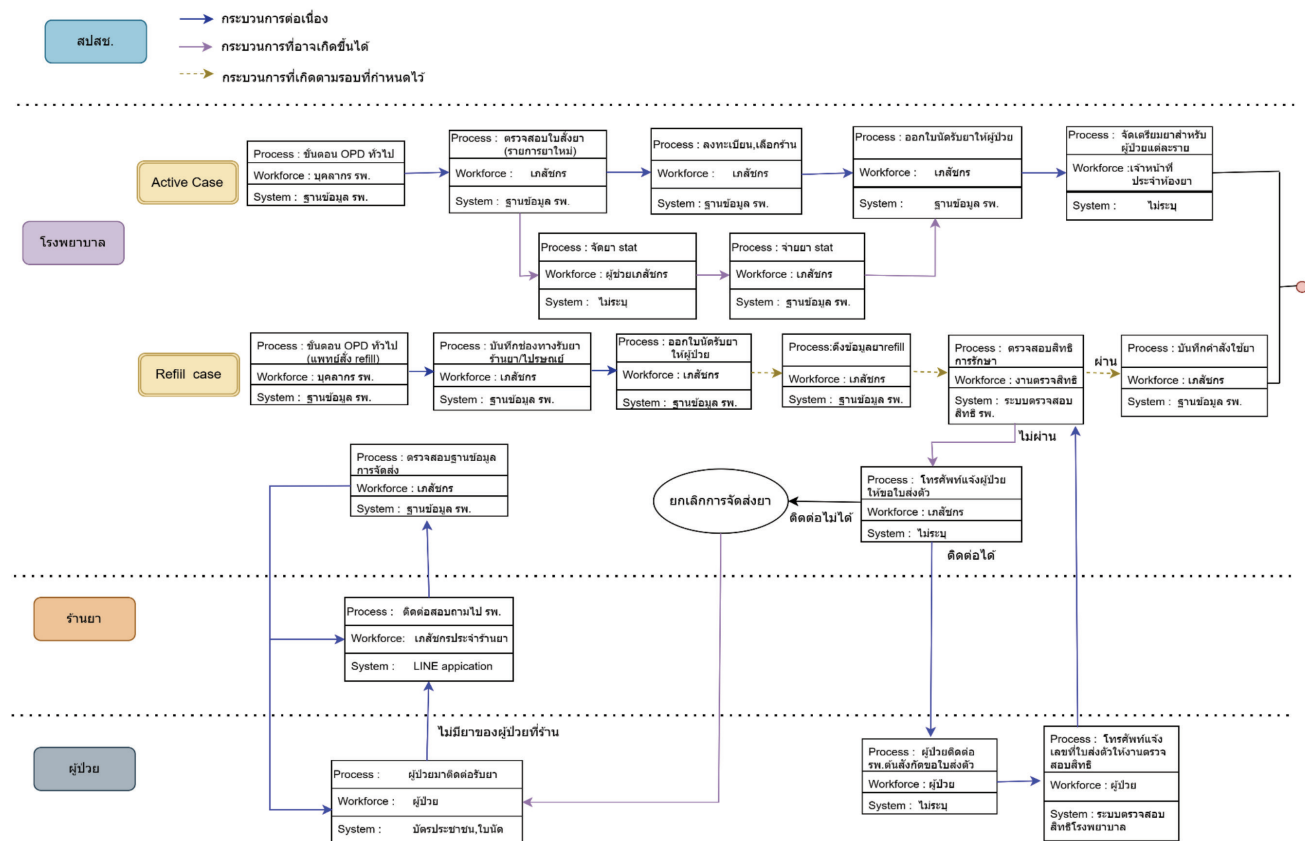 สปสช.
กระบวนการต่อเนื่อง
กระบวนการที่อาจเกิดขึ้นได้
กระบวนการที่เกิดตามรอบที่กำหนดไว้
โรงพยาบาล
Active Case
Process : ขั้นตอน OPD ทั่วไป
Workforce : บุคลากร รพ.
System : ฐานข้อมูล รพ.
Process : ตรวจสอบใบสั่งยา
(รายการยาใหม่)
Workforce : เภสัชกร
System : ฐานข้อมูล รพ.
Process : ลงทะเบียน,เลือกร้าน
Workforce : เภสัชกร
System : ฐานข้อมูล รพ.
Process : ออกใบนัดรับยาให้ผู้ป่วย
Workforce : เภสัชกร
System : ฐานข้อมูล รพ.
Process : จัดเตรียมยาสำหรับ
ผู้ป่วยแต่ละราย
Workforce :เจ้าหน้าที่
ประจำห้องยา
System : ไม่ระบุ
Process : จัดยา stat
Workforce : ผู้ช่วยเภสัชกร
System : ไม่ระบุ
Process : จ่ายยา stat
Workforce : เภสัชกร
System : ฐานข้อมูล รพ.
Refill case
Process : ขั้นตอน OPD ทั่วไป
(แพทย์สั่ง refill)
Workforce : บุคลากร รพ.
System : ฐานข้อมูล รพ.
Process : บันทึกช่องทางรับยา
ร้านยา/ไปรษณย์
Workforce : เภสัชกร
System : ฐานข้อมูล รพ.
Process : ออกใบนัดรับยา
ให้ผู้ป่วย
Workforce : เภสัชกร
System : ฐานข้อมูล รพ.
Process :ดึงข้อมูลยาrefill
Workforce : เภสัชกร
System : ฐานข้อมูล รพ.
Process : ตรวจสอบสิทธิ
การรักษา
Workforce : งานตรวจสิทธิ
System : ระบบตรวจสอบ
สิทธิ รพ.
ผ่าน
Process : บันทึกคำสั่งใช้ยา
Workforce : เภสัชกร
System : ฐานข้อมูล รพ.
ไม่ผ่าน
Process : ตรวจสอบฐานข้อมูล
การจัดส่ง
Workforce : เภสัชกร
System : ฐานข้อมูล รพ.
ยกเลิกการจัดส่งยา
ติดต่อไม่ได้
Process : โทรศัพท์แจ้งผู้ป่วย
ให้ขอใบส่งตัว
Workforce : เภสัชกร
System : ไม่ระบุ
ติดต่อได้
ร้านยา
Process : ติดต่อสอบถามไป รพ.
Workforce: เภสัชกรประจำร้านยา
System : LINE appication
ไม่มียาของผู้ป่วยที่ร้าน
ผู้ป่วย
Process : ผู้ป่วยมาติดต่อรับยา
Workforce : ผู้ป่วย
System : บัตรประชาชน,ใบนัด
Process : ผู้ป่วยติดต่อ
รพ.ต้นสังกัดขอใบส่งตัว
Workforce : ผู้ป่วย
System : ไม่ระบุ
Process : โทรศัพท์แจ้ง
เลขที่ใบส่งตัวให้งานตรวจ
สอบสิทธิ
Workforce : ผู้ป่วย
System : ระบบตรวจสอบ
สิทธิโรงพยาบาล